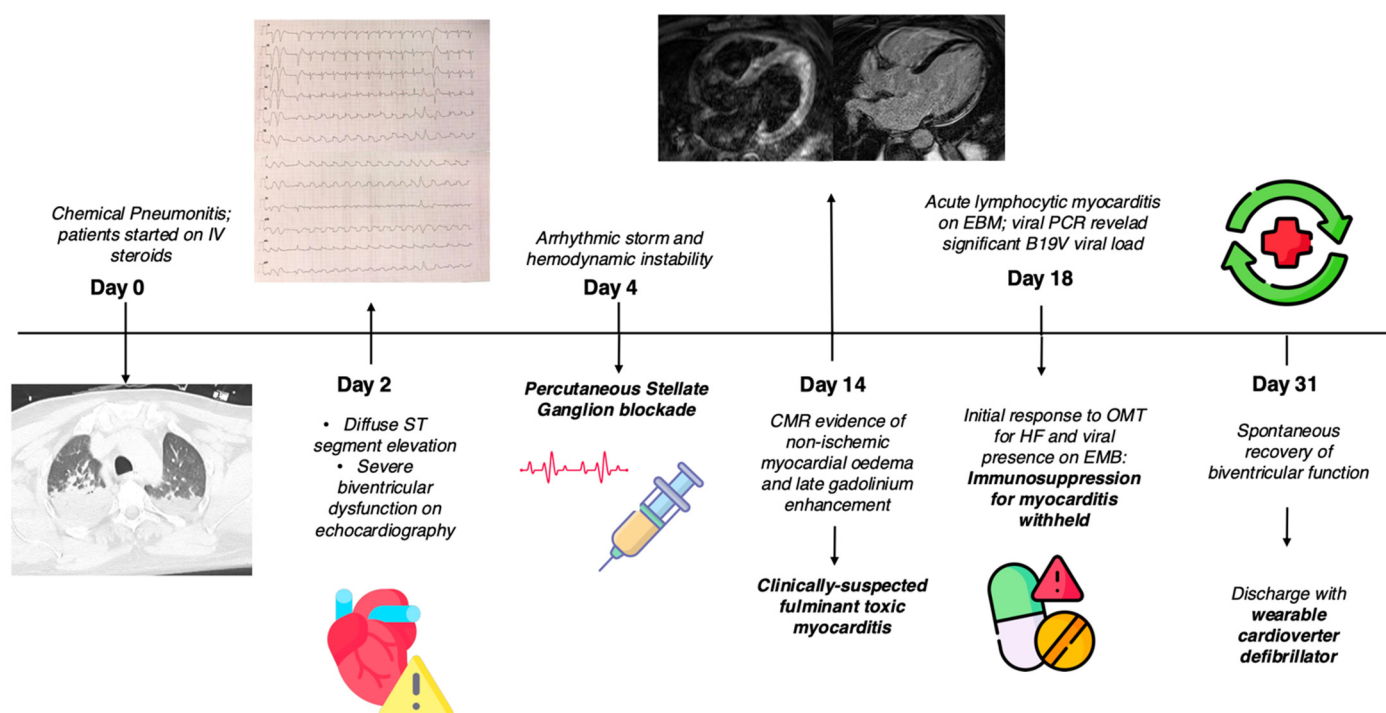 Chemical Pneumonitis;
patients started on IV
steroids
Day 0
Day 2
• Diffuse ST
segment elevation
• Severe
biventricular
dysfunction on
echocardiography
Arrhythmic storm and
hemodynamic instability
Day 4
Percutaneous Stellate
Ganglion blockade
Day 14
CMR evidence of
non-ischemic
myocardial oedema
and late gadolinium
enhancement
Clinically-suspected
fulminant toxic
myocarditis
Acute lymphocytic myocarditis
on EBM; viral PCR revelad
significant B19V viral load
Day 18
Initial response to OMT
for HF and viral
presence on EMB:
Immunosuppression
for myocarditis
withheld
Day 31
Spontaneous
recovery of
biventricular function
Discharge with
wearable
cardioverter
defibrillator